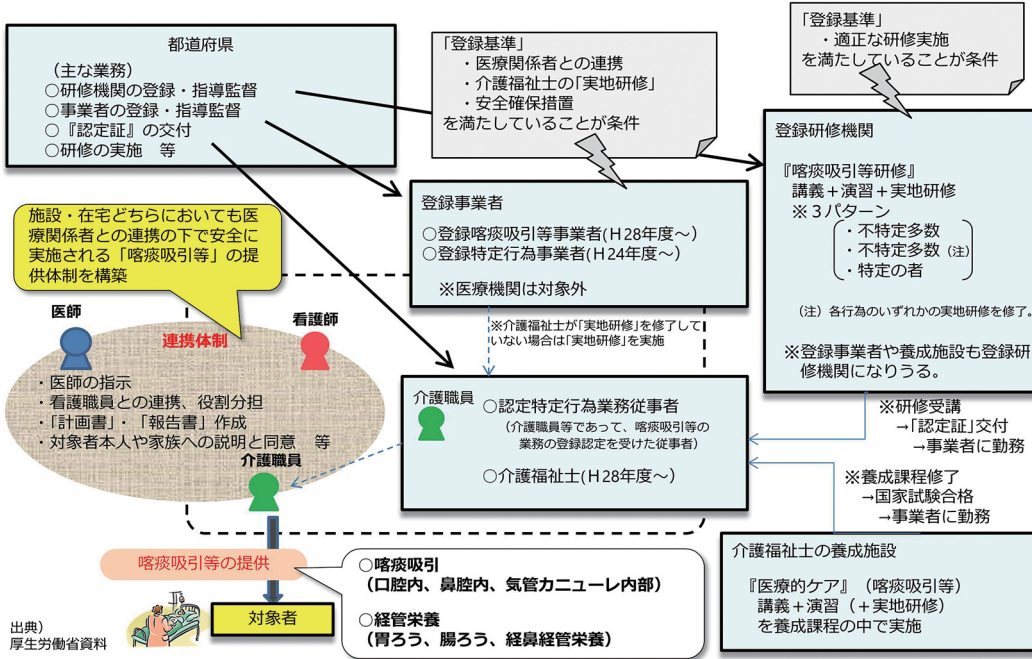 都道府県
（主な業務）
○研修機関の登録・指導監督
○事業者の登録・指導監督
○『認定証』の交付
○研修の実施　等
「登録基準」
・医療関係者との連携
・介護福祉士の「実地研修」
・安全確保措置
を満たしていることが条件
「登録基準」
・適正な研修実施
を満たしていることが条件
登録研修機関
『喀痰吸引等研修』
講義＋演習＋実地研修
※３パターン
・不特定多数
・不特定多数（注）
・特定の者
（注）各行為のいずれかの実地研修を修了。
※登録事業者や養成施設も登録研
修機関になりうる。
登録事業者
○登録喀痰吸引等事業者(Ｈ28年度～)
○登録特定行為事業者(Ｈ24年度～)
※医療機関は対象外
施設・在宅どちらにおいても医
療関係者との連携の下で安全に
実施される「喀痰吸引等」の提
供体制を構築
※介護福祉士が「実地研修」を修了して
いない場合は「実地研修」を実施
医師
看護師
連携体制
・医師の指示
・看護職員との連携、役割分担
・「計画書」・「報告書」作成
・対象者本人や家族への説明と同意　等
介護職員
介護職員
○認定特定行為業務従事者
（介護職員等であって、喀痰吸引等の
業務の登録認定を受けた従事者）
○介護福祉士(Ｈ28年度～)
※研修受講
→「認定証」交付
→事業者に勤務
※養成課程修了
→国家試験合格
→事業者に勤務
介護福祉士の養成施設
『医療的ケア』（喀痰吸引等）
講義＋演習（＋実地研修）
を養成課程の中で実施
喀痰吸引等の提供
対象者
○喀痰吸引
（口腔内、鼻腔内、気管カニューレ内部）
○経管栄養
（胃ろう、腸ろう、経鼻経管栄養）
出典）
厚生労働省資料